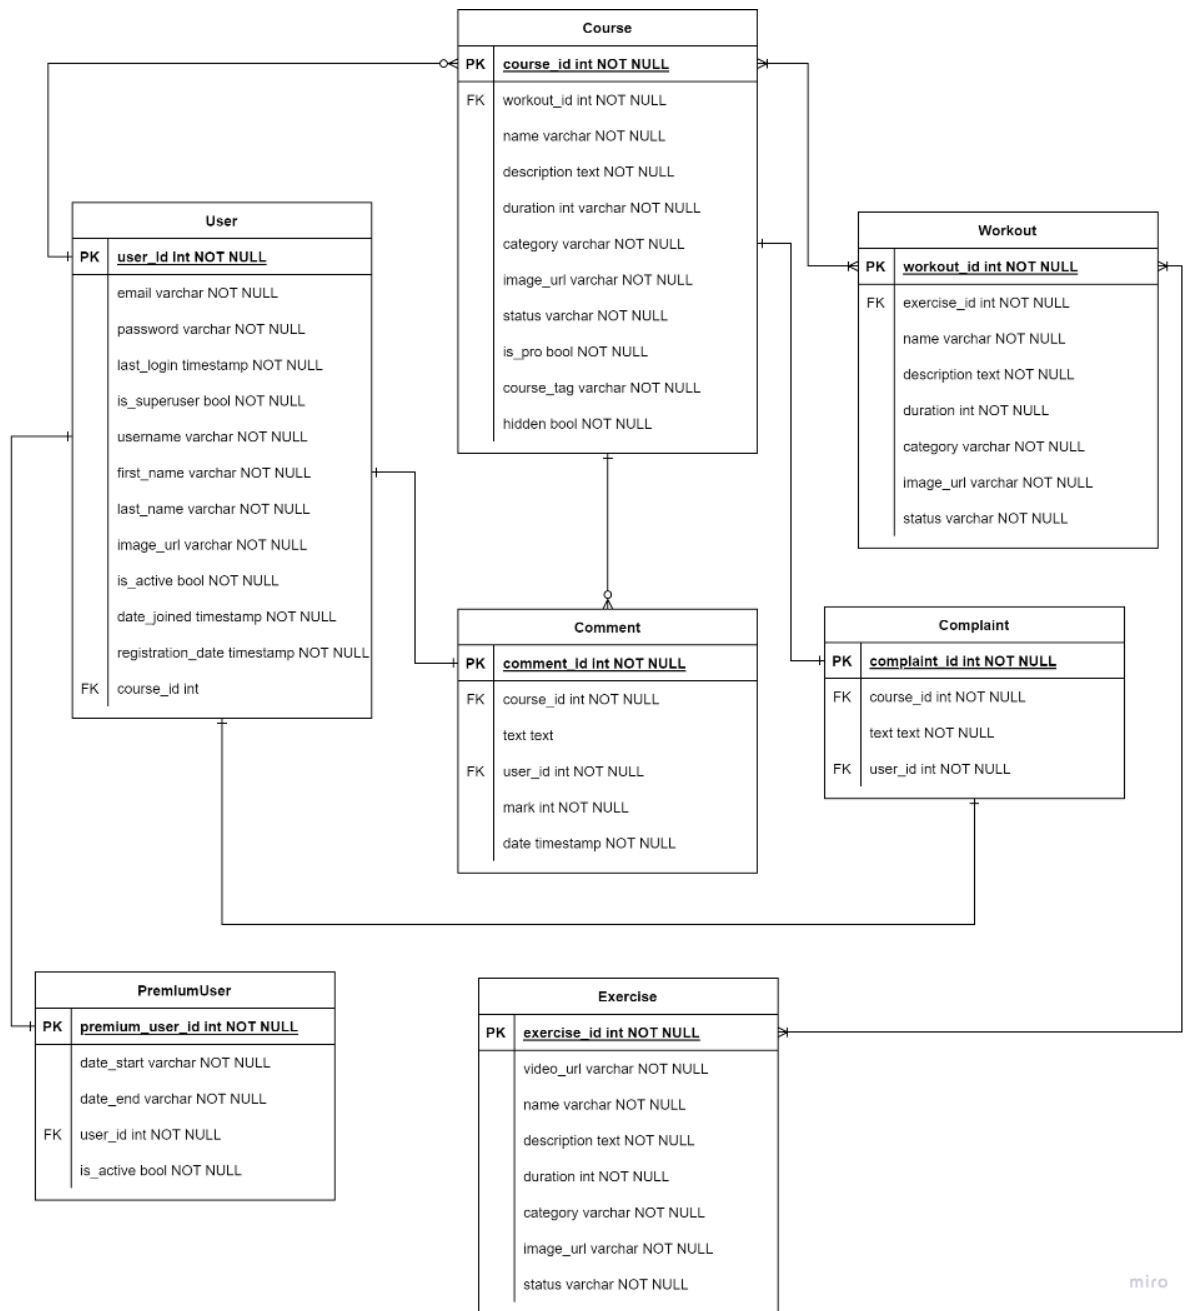 Course
PK course_id int NOT NULL
FK workout_id int NOT NULL
name varchar NOT NULL
description text NOT NULL
duration int varchar NOT NULL
category varchar NOT NULL
image_url varchar NOT NULL
status varchar NOT NULL
is_pro bool NOT NULL
course_tag varchar NOT NULL
hidden bool NOT NULL
User
PK user_id int NOT NULL
email varchar NOT NULL
password varchar NOT NULL
last_login timestamp NOT NULL
is_superuser bool NOT NULL
username varchar NOT NULL
first_name varchar NOT NULL
last_name varchar NOT NULL
image_url varchar NOT NULL
is_active bool NOT NULL
date_joined timestamp NOT NULL
registration_date timestamp NOT NULL
FK course_id int
Workout
PK workout_id int NOT NULL
FK exercise_id int NOT NULL
name varchar NOT NULL
description text NOT NULL
duration int NOT NULL
category varchar NOT NULL
image_url varchar NOT NULL
status varchar NOT NULL
Comment
PK comment_id int NOT NULL
FK course_id int NOT NULL
text text
FK user_id int NOT NULL
mark int NOT NULL
date timestamp NOT NULL
Complaint
PK complaint_id int NOT NULL
FK course_id int NOT NULL
text text NOT NULL
FK user_id int NOT NULL
PremiumUser
PK premium_user_id int NOT NULL
date_start varchar NOT NULL
date_end varchar NOT NULL
FK user_id int NOT NULL
is_active bool NOT NULL
Exercise
PK exercise_id int NOT NULL
video_url varchar NOT NULL
name varchar NOT NULL
description text NOT NULL
duration int NOT NULL
category varchar NOT NULL
image_url varchar NOT NULL
status varchar NOT NULL
miro